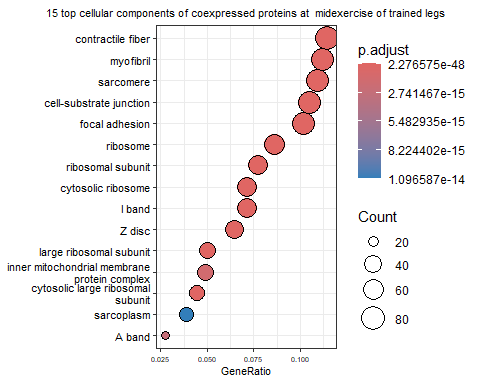 15 top cellular components of coexpressed proteins at  midexercise of trained legs
contractile fiber
myofibril
sarcomere
cell-substrate junction
focal adhesion
ribosome
ribosomal subunit
cytosolic ribosome
I band
Z disc
large ribosomal subunit
inner mitochondrial membrane
protein complex
cytosolic large ribosomal
subunit
sarcoplasm
A band
0.025
0.050
0.075
0.100
GeneRatio
p.adjust
2.276575e-48
2.741467e-15
5.482935e-15
8.224402e-15
1.096587e-14
Count
20
40
60
80